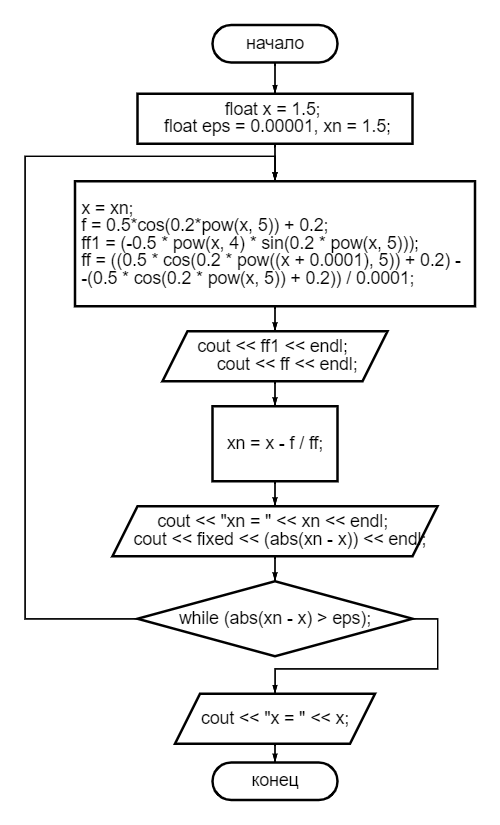 начало
float x = 1.5;
float eps = 0.00001, xn = 1.5;
x = xn;
f = 0.5*cos(0.2*pow(x, 5)) + 0.2;
ff1 = (-0.5 * pow(x, 4) * sin(0.2 * pow(x, 5)));
ff = ((0.5 * cos(0.2 * pow((x + 0.0001), 5)) + 0.2) -
-(0.5 * cos(0.2 * pow(x, 5)) + 0.2)) / 0.0001;
cout << ff1 << endl;
cout << ff << endl;
xn = x - f / ff;
cout << "xn = " << xn << endl;
cout << fixed << (abs(xn - x)) << endl;
while (abs(xn - x) > eps);
cout << "x = " << x;
конец